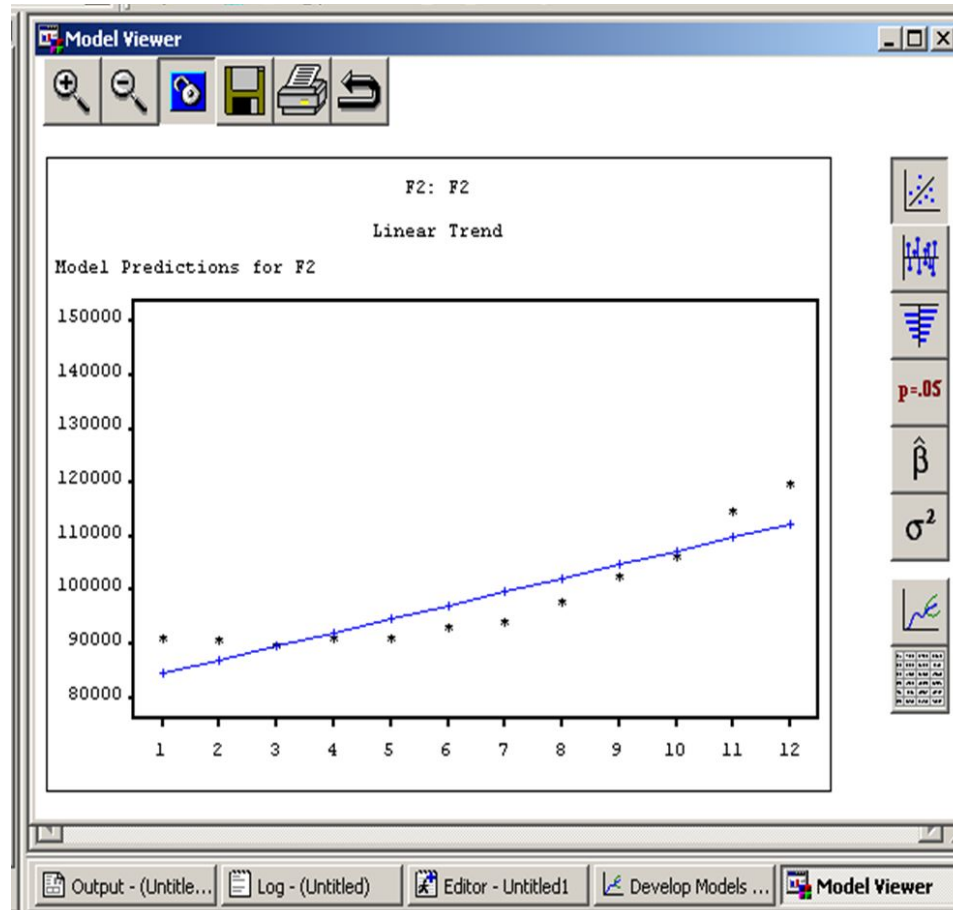 Model Viewer
F2: F2
Linear Trend
Model Predictions for F2
150000
140000
130000
120000
110000
100000
90000
80000
1 2 3 4 5 6 7 8 9 10 11 12
p=.05
β̂
σ²
Output - (Untitle... Log - (Untitled) Editor - Untitled1 Develop Models ... Model Viewer